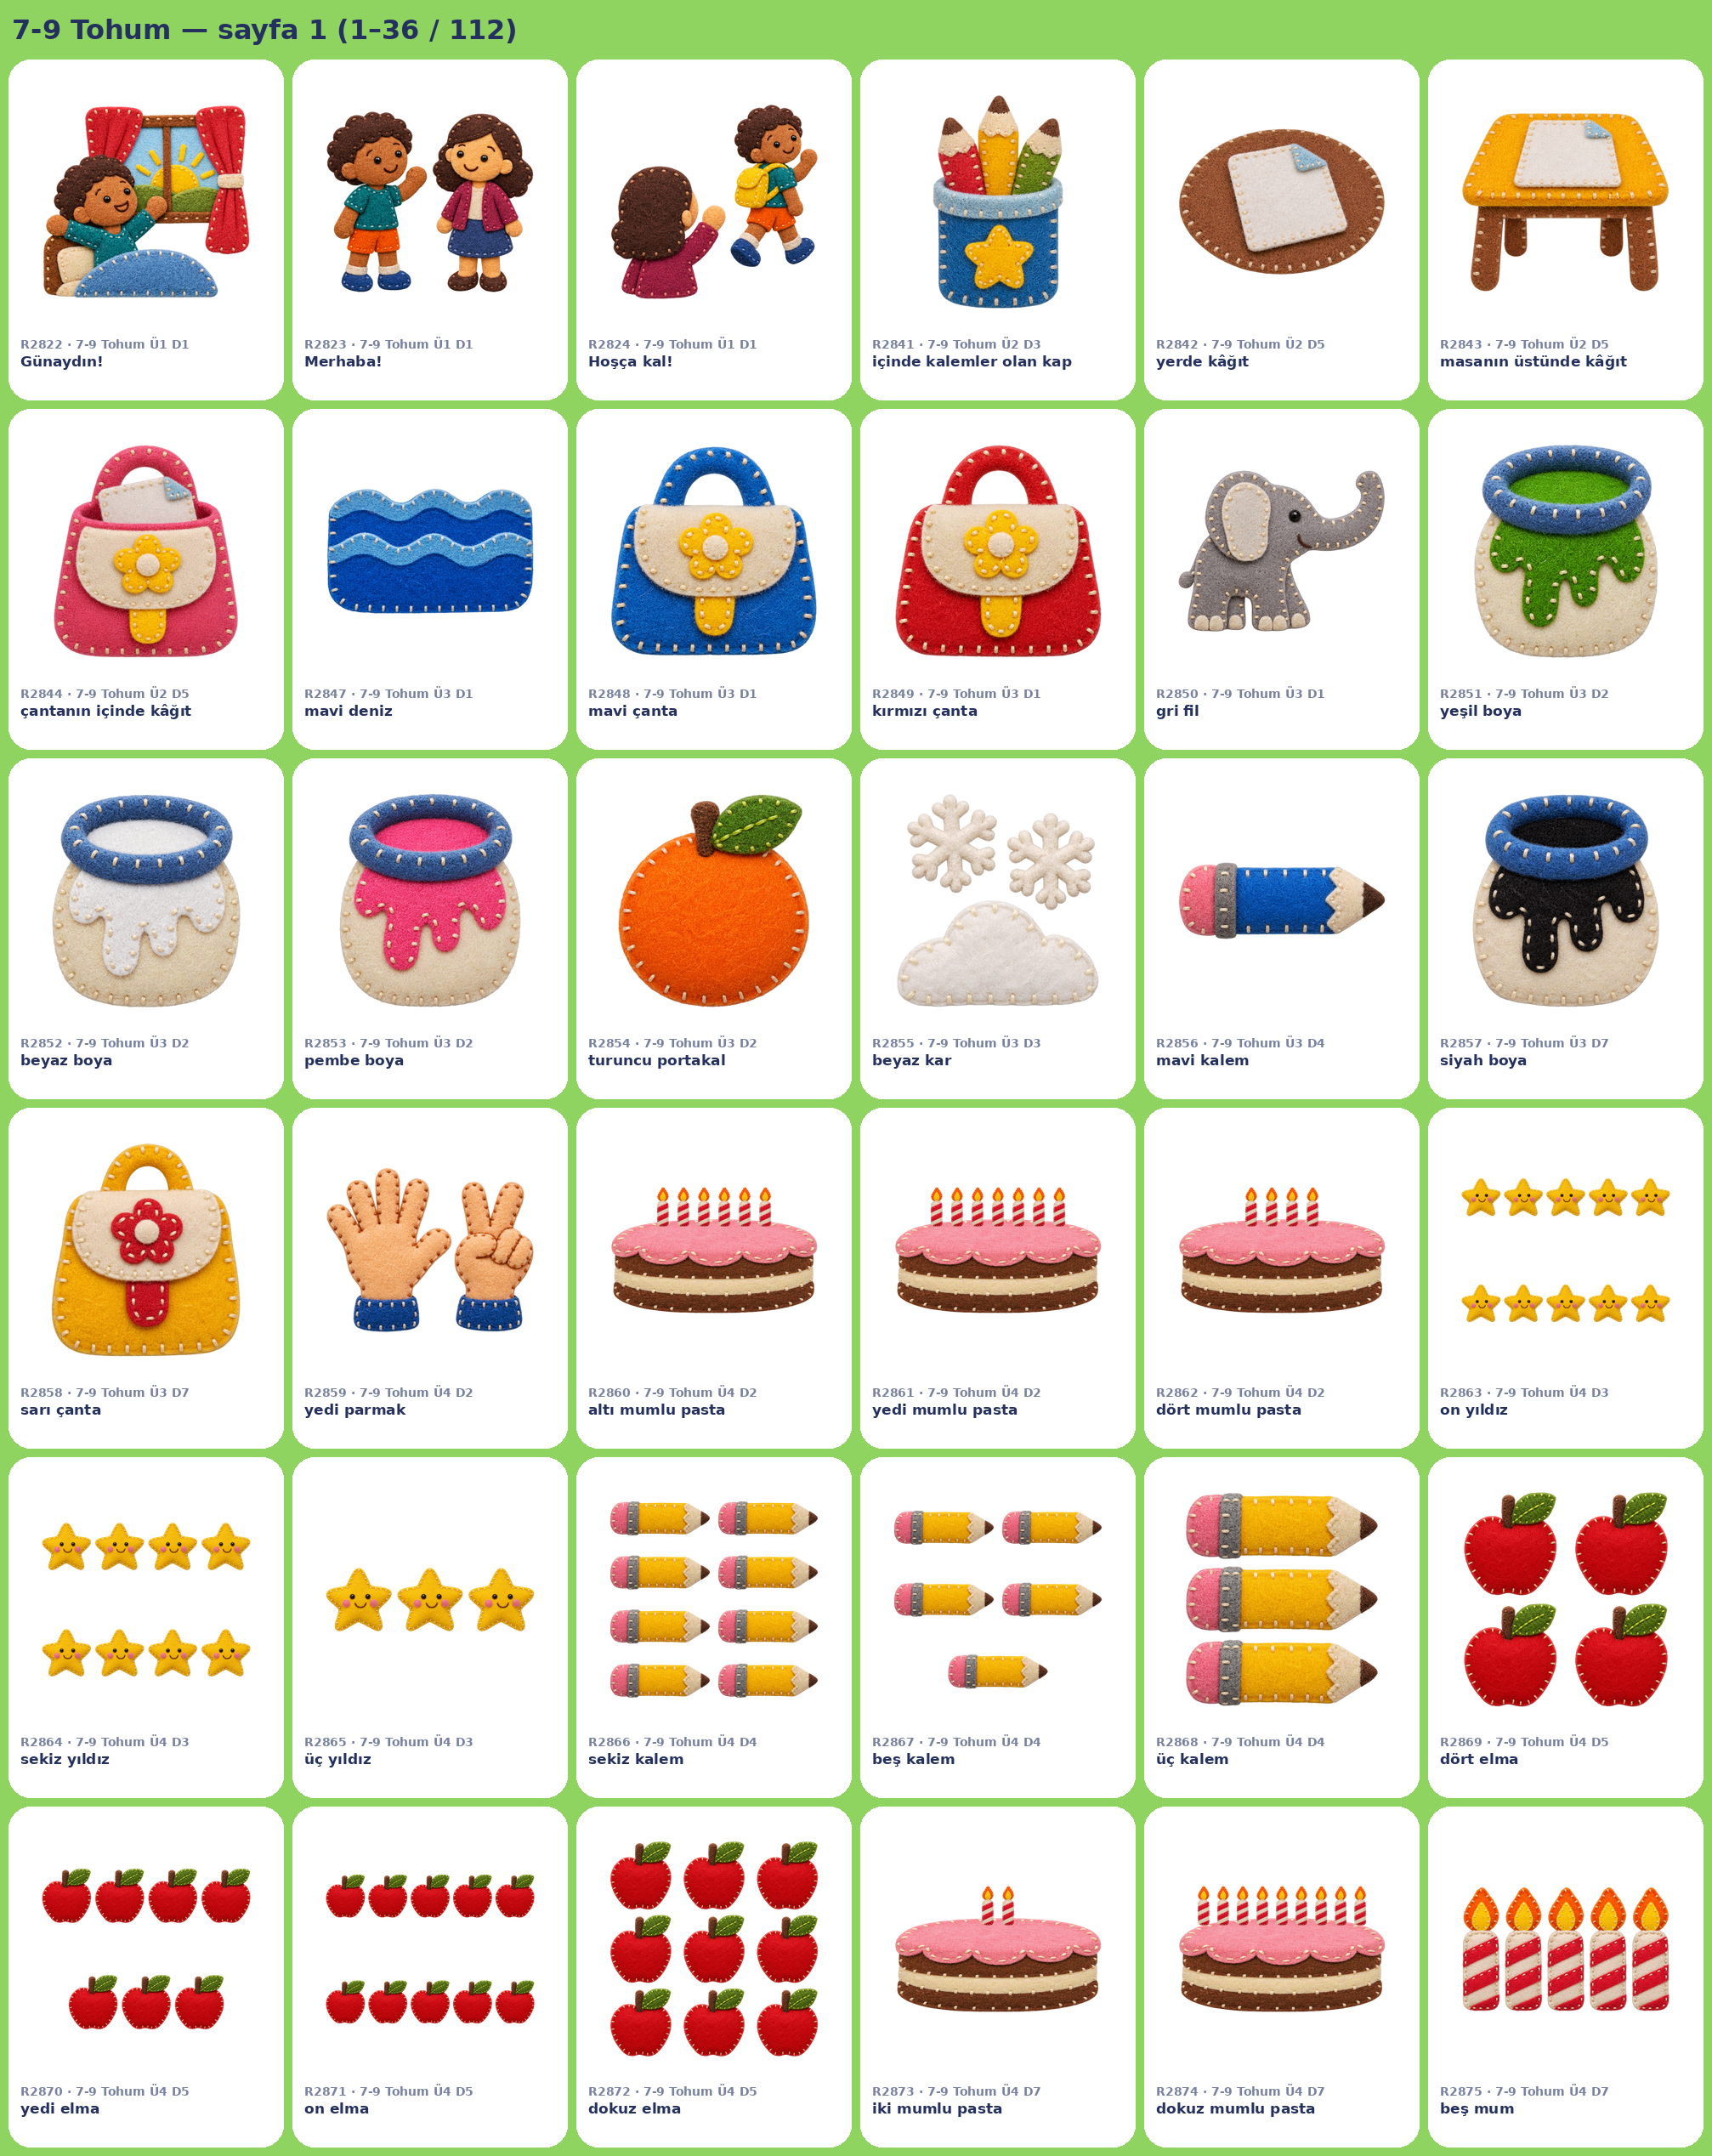 7-9 Tohum — sayfa 1 (1–36 / 112)
R2822 · 7-9 Tohum Ü1 D1
Günaydın!
R2823 · 7-9 Tohum Ü1 D1
Merhaba!
R2824 · 7-9 Tohum Ü1 D1
Hoşça kal!
R2841 · 7-9 Tohum Ü2 D3
içinde kalemler olan kap
R2842 · 7-9 Tohum Ü2 D5
yerde kâğıt
R2843 · 7-9 Tohum Ü2 D5
masanın üstünde kâğıt
R2844 · 7-9 Tohum Ü2 D5
çantanın içinde kâğıt
R2847 · 7-9 Tohum Ü3 D1
mavi deniz
R2848 · 7-9 Tohum Ü3 D1
mavi çanta
R2849 · 7-9 Tohum Ü3 D1
kırmızı çanta
R2850 · 7-9 Tohum Ü3 D1
gri fil
R2851 · 7-9 Tohum Ü3 D2
yeşil boya
R2852 · 7-9 Tohum Ü3 D2
beyaz boya
R2853 · 7-9 Tohum Ü3 D2
pembe boya
R2854 · 7-9 Tohum Ü3 D2
turuncu portakal
R2855 · 7-9 Tohum Ü3 D3
beyaz kar
R2856 · 7-9 Tohum Ü3 D4
mavi kalem
R2857 · 7-9 Tohum Ü3 D7
siyah boya
R2858 · 7-9 Tohum Ü3 D7
sarı çanta
R2859 · 7-9 Tohum Ü4 D2
yedi parmak
R2860 · 7-9 Tohum Ü4 D2
altı mumlu pasta
R2861 · 7-9 Tohum Ü4 D2
yedi mumlu pasta
R2862 · 7-9 Tohum Ü4 D2
dört mumlu pasta
R2863 · 7-9 Tohum Ü4 D3
on yıldız
R2864 · 7-9 Tohum Ü4 D3
sekiz yıldız
R2865 · 7-9 Tohum Ü4 D3
üç yıldız
R2866 · 7-9 Tohum Ü4 D4
sekiz kalem
R2867 · 7-9 Tohum Ü4 D4
beş kalem
R2868 · 7-9 Tohum Ü4 D4
üç kalem
R2869 · 7-9 Tohum Ü4 D5
dört elma
R2870 · 7-9 Tohum Ü4 D5
yedi elma
R2871 · 7-9 Tohum Ü4 D5
on elma
R2872 · 7-9 Tohum Ü4 D5
dokuz elma
R2873 · 7-9 Tohum Ü4 D7
iki mumlu pasta
R2874 · 7-9 Tohum Ü4 D7
dokuz mumlu pasta
R2875 · 7-9 Tohum Ü4 D7
beş mum